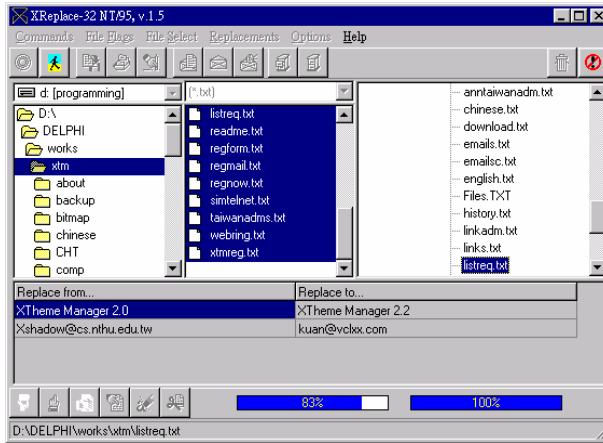 XReplace-32 NT/95, v.1.5
Commands File Flags File Select Replacements Options Help
d: [programming]
(*.txt)
D:\
DELPHI
works
xtm
about
backup
bitmap
chinese
CHT
comp
listreq.txt
readme.txt
regform.txt
regmail.txt
regnow.txt
simtelnet.txt
taiwanadms.txt
webring.txt
xtmreg.txt
anntaiwanadm.txt
chinese.txt
download.txt
emails.txt
emailsc.txt
english.txt
Files.TXT
history.txt
linkadm.txt
links.txt
listreq.txt
Replace from... Replace to...
XTheme Manager 2.0 XTheme Manager 2.2
Xshadow@cs.nthu.edu.tw kuan@vclxx.com
83% 100%
D:\DELPHI\works\xtm\listreq.txt